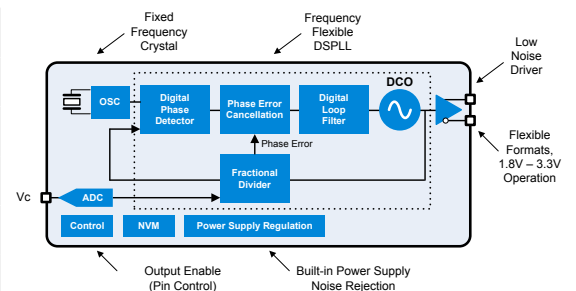 Fixed
Frequency
Crystal
Frequency
Flexible
DSPLL
Low
Noise
Driver
OSC
Digital
Phase
Detector
Phase Error
Cancellation
Digital
Loop
Filter
DCO
Phase Error
Flexible
Formats,
1.8V – 3.3V
Operation
Fractional
Divider
Vc
ADC
Control
NVM
Power Supply Regulation
Output Enable
(Pin Control)
Built-in Power Supply
Noise Rejection